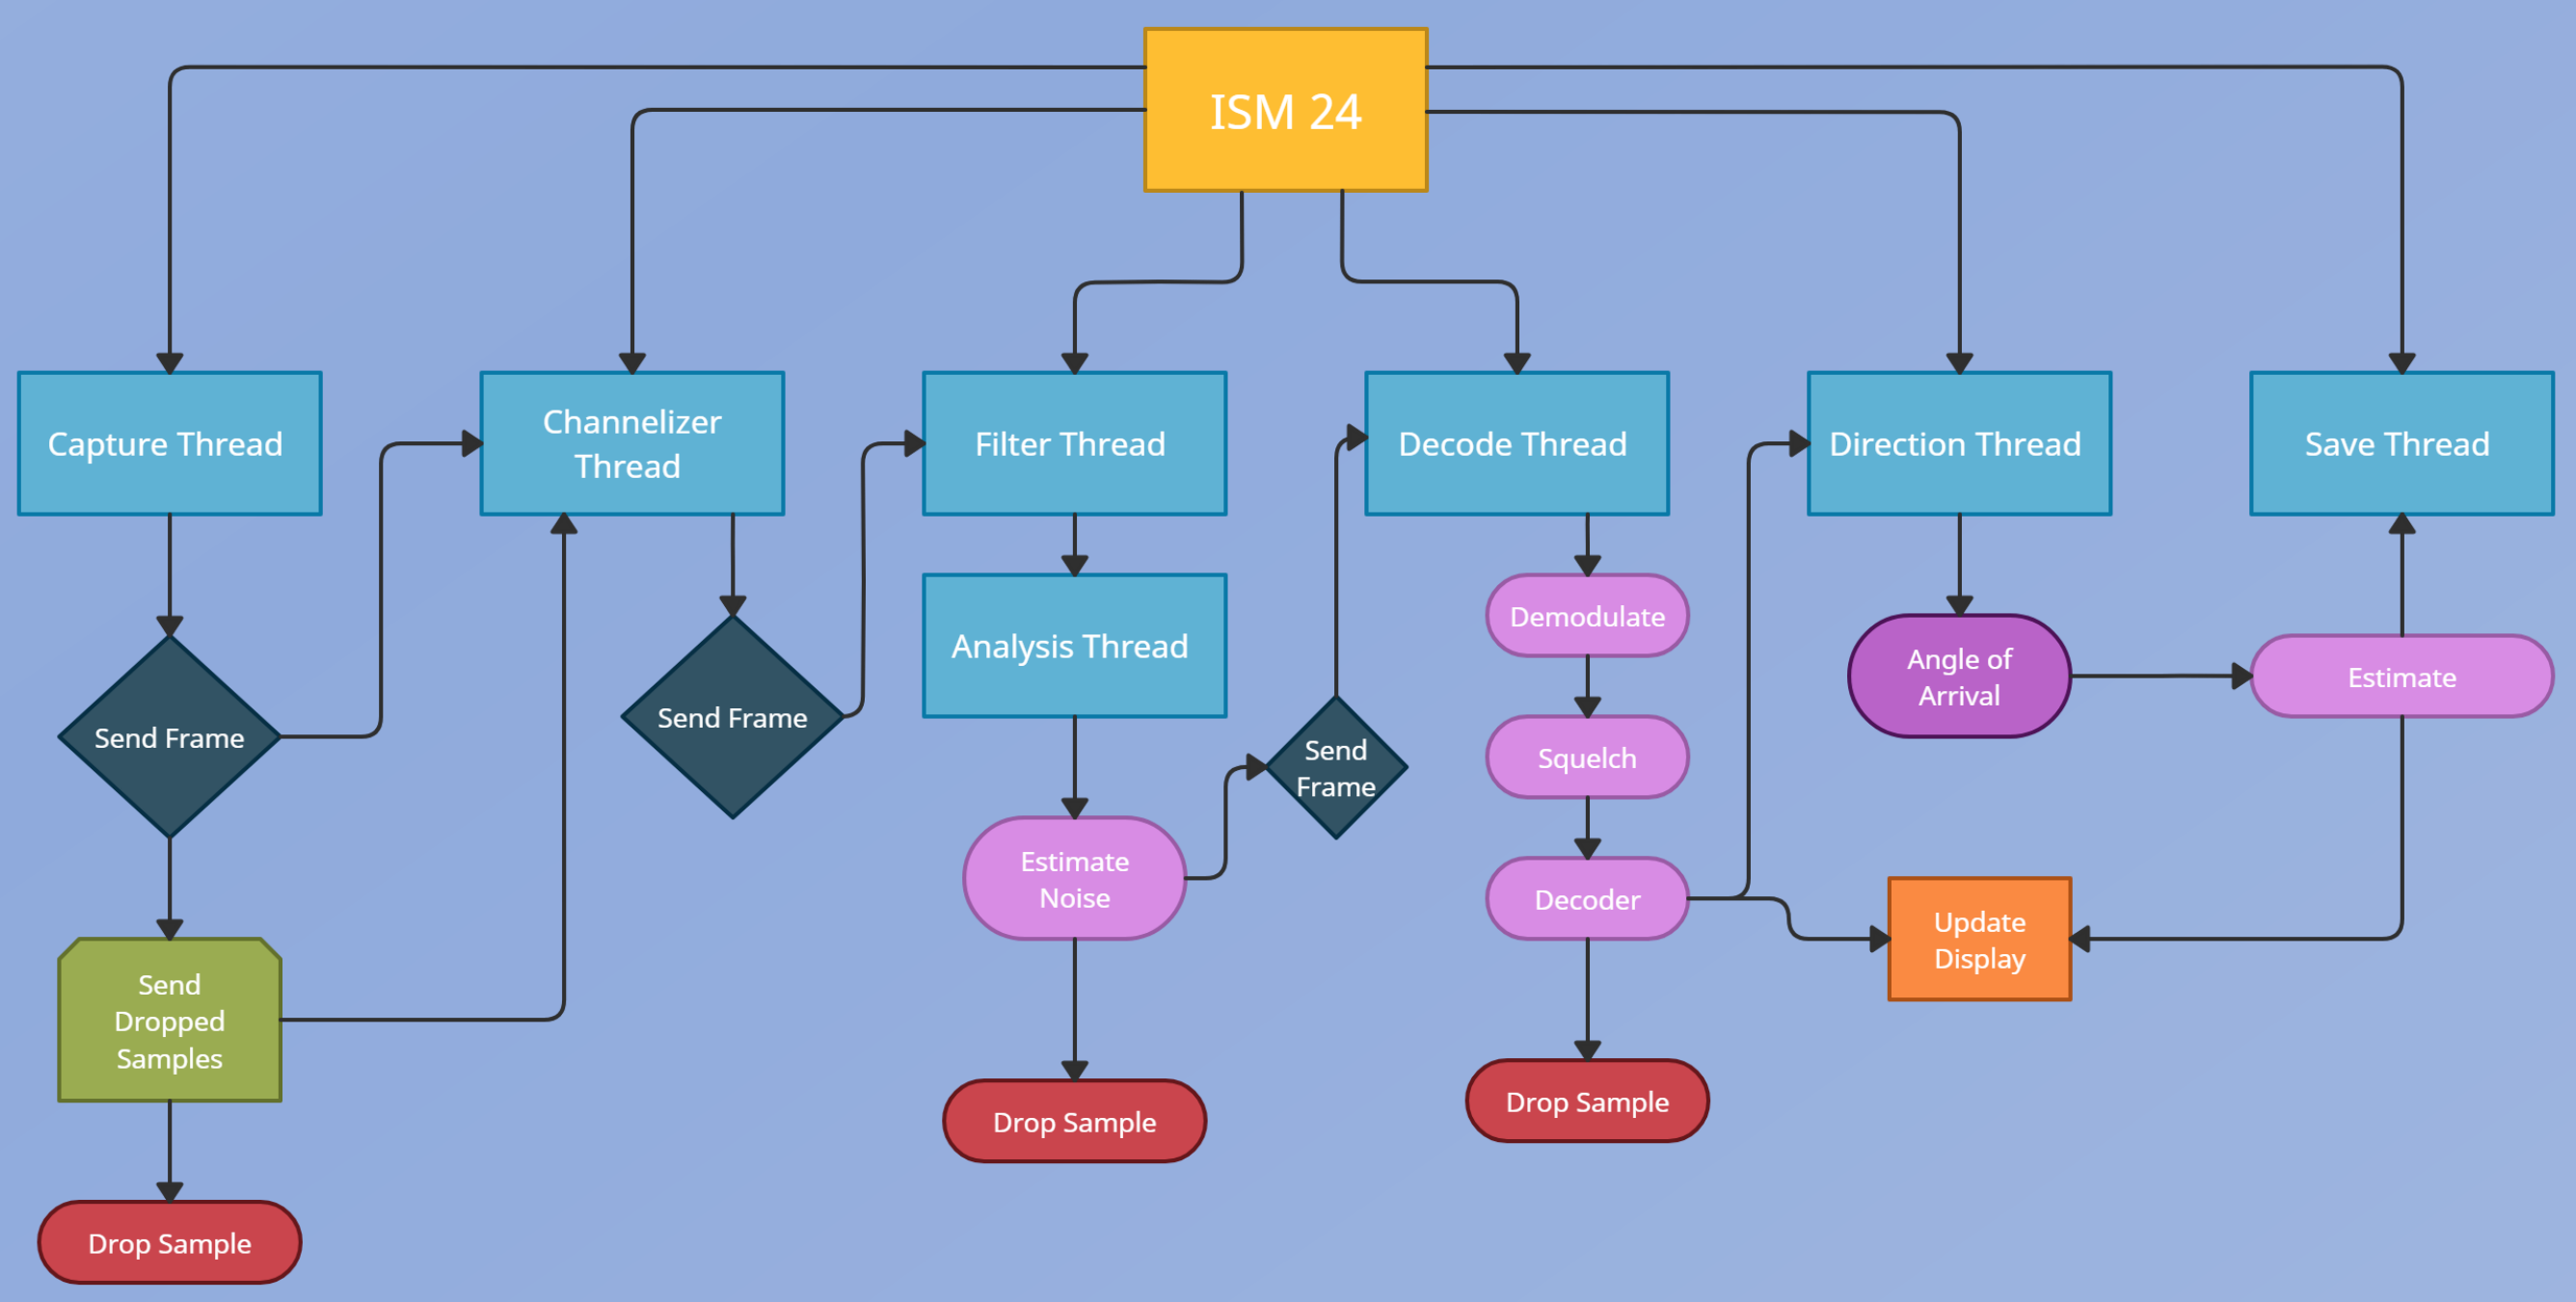 ISM 24
Capture Thread
Channelizer
Thread
Filter Thread
Decode Thread
Direction Thread
Save Thread
Send Frame
Send Frame
Analysis Thread
Send
Frame
Demodulate
Squelch
Decoder
Angle of
Arrival
Estimate
Estimate
Noise
Update
Display
Send
Dropped
Samples
Drop Sample
Drop Sample
Drop Sample